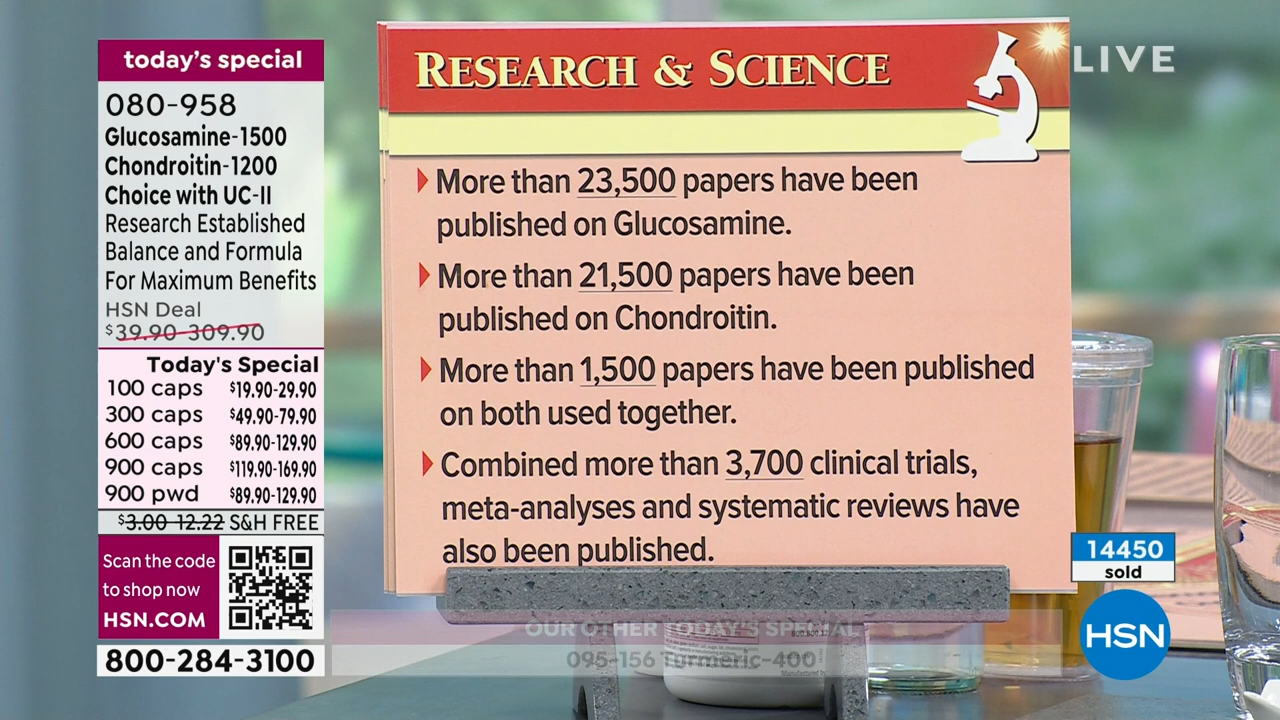 today's special
080-958
Glucosamine-1500
Chondroitin-1200
Choice with UC-II
Research Established
Balance and Formula
For Maximum Benefits
HSN Deal
$39.90-309.90
Today's Special
100 caps $19.90-29.90
300 caps $49.90-79.90
600 caps $89.90-129.90
900 caps $119.90-169.90
900 pwd $89.90-129.90
$3.00-12.22 S&H FREE
Scan the code
to shop now
HSN.COM
800-284-3100
RESEARCH & SCIENCE
More than 23,500 papers have been
published on Glucosamine.
More than 21,500 papers have been
published on Chondroitin.
More than 1,500 papers have been published
on both used together.
Combined more than 3,700 clinical trials,
meta-analyses and systematic reviews have
also been published.
LIVE
14450
sold
HSN
OUR OTHER TODAY'S SPECIAL
095-156 Turmeric-400